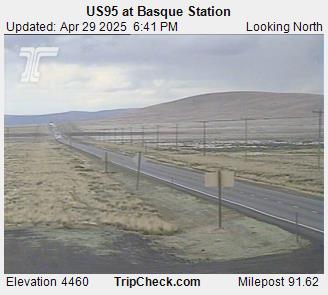 US95 at Basque Station
Updated: Apr 29 2025 6:41 PM Looking North
Elevation 4460 TripCheck.com Milepost 91.62